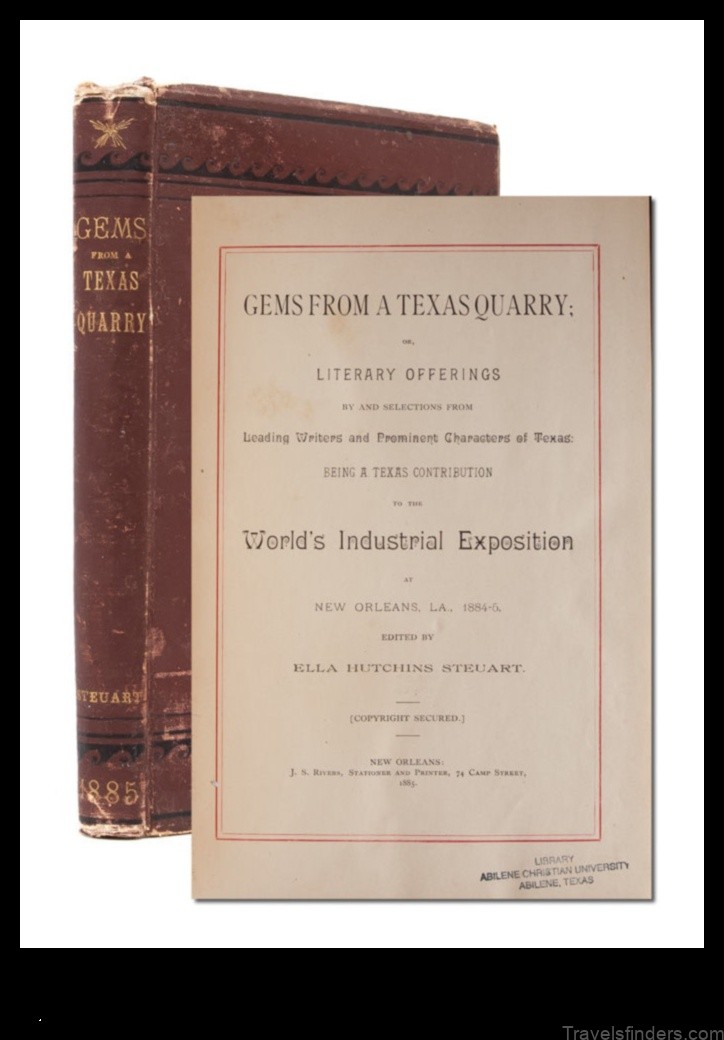 GEMS
FROM A
TEXAS
QUARRY
STEUART
1885
GEMS FROM A TEXAS QUARRY;
OR,
LITERARY OFFERINGS
BY AND SELECTIONS FROM
Leading Writers and Prominent Characters of Texas:
BEING A TEXAS CONTRIBUTION
TO THE
World's Industrial Exposition
AT
NEW ORLEANS, LA., 1884-5.
EDITED BY
ELLA HUTCHINS STEUART.
[COPYRIGHT SECURED.]
NEW ORLEANS:
J. S. RIVERS, STATIONER AND PRINTER, 74 CAMP STREET,
1885.
LIBRARY
ABILENE CHRISTIAN UNIVERSITY
ABILENE, TEXAS
Travelsfinders.com